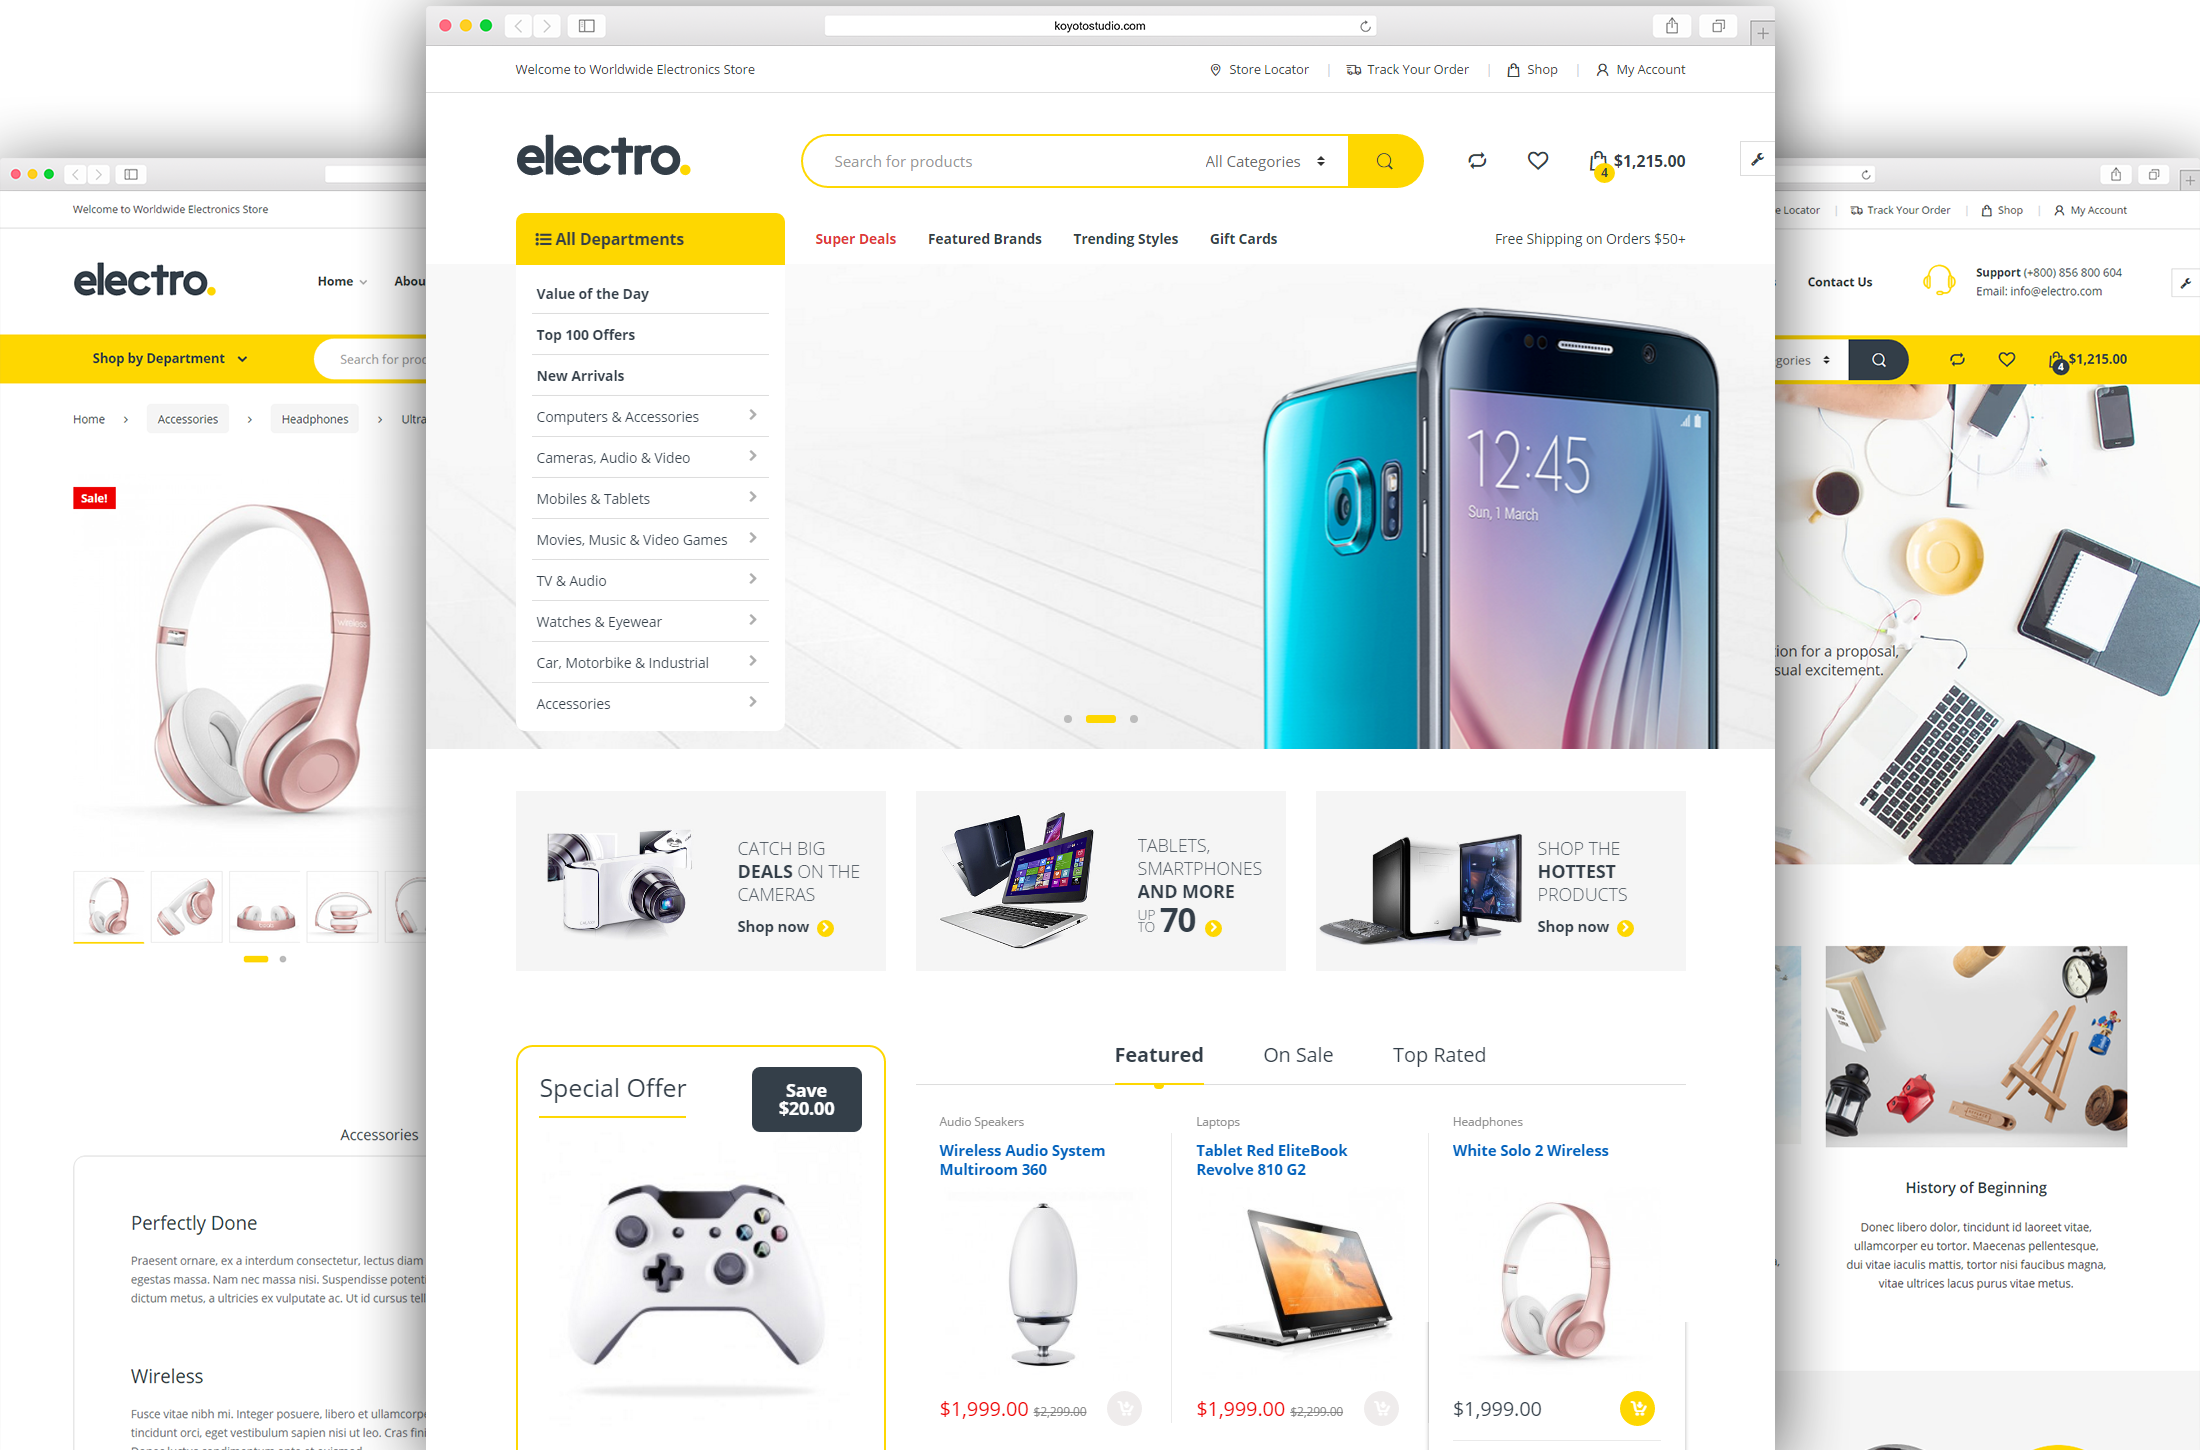 koyotostudio.com
Welcome to Worldwide Electronics Store
Store Locator
Track Your Order
Shop
My Account
electro.
Search for products
All Categories
4
$1,215.00
All Departments
Super Deals
Featured Brands
Trending Styles
Gift Cards
Free Shipping on Orders $50+
Value of the Day
Top 100 Offers
New Arrivals
Computers & Accessories
Cameras, Audio & Video
Mobiles & Tablets
Movies, Music & Video Games
TV & Audio
Watches & Eyewear
Car, Motorbike & Industrial
Accessories
12:45
Sun, 1 March
CATCH BIG
DEALS ON THE
CAMERAS
Shop now
TABLETS,
SMARTPHONES
AND MORE
UP TO 70
SHOP THE
HOTTEST
PRODUCTS
Shop now
Special Offer
Save
$20.00
Featured
On Sale
Top Rated
Audio Speakers
Wireless Audio System
Multiroom 360
$1,999.00 $2,299.00
Laptops
Tablet Red EliteBook
Revolve 810 G2
$1,999.00 $2,299.00
Headphones
White Solo 2 Wireless
$1,999.00
Welcome to Worldwide Electronics Store
electro.
Home
Abou
Shop by Department
Search for prod
Home
Accessories
Headphones
Ultra
Sale!
wireless
Accessories
Perfectly Done
Praesent ornare, ex a interdum consectetur, lectus diam
egestas massa. Nam nec massa nisi. Suspendisse potenti
dictum metus, a ultricies ex vulputate ac. Ut id cursus tell
Wireless
Fusce vitae nibh mi. Integer posuere, libero et ullamcorpe
tincidunt orci, eget vestibulum sapien nisi ut leo. Cras fini
e Locator
Track Your Order
Shop
My Account
Contact Us
Support (+800) 856 800 604
Email: info@electro.com
gories
4
$1,215.00
ion for a proposal,
sual excitement.
History of Beginning
Donec libero dolor, tincidunt id laoreet vitae,
ullamcorper eu tortor. Maecenas pellentesque,
dui vitae iaculis mattis, tortor nisi faucibus magna,
vitae ultrices lacus purus vitae metus.